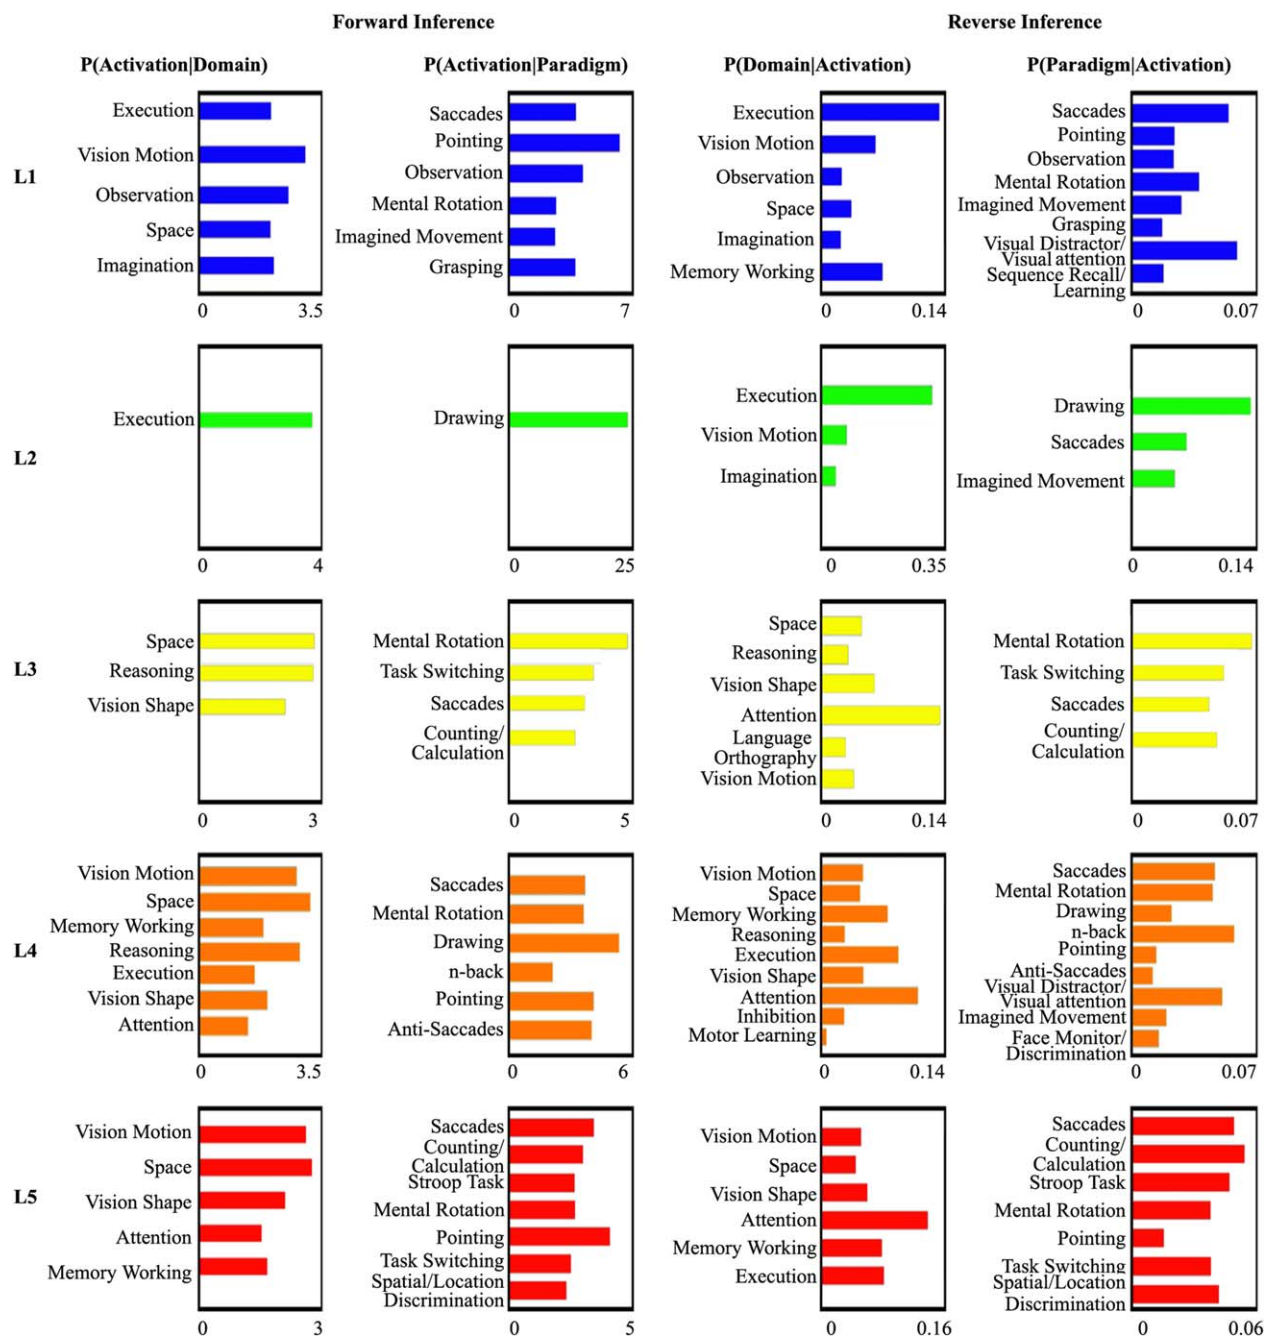 Forward Inference
Reverse Inference
P(Activation|Domain)
P(Activation|Paradigm)
P(Domain|Activation)
P(Paradigm|Activation)
L1
Execution
Vision Motion
Observation
Space
Imagination
0 3.5
Saccades
Pointing
Observation
Mental Rotation
Imagined Movement
Grasping
0 7
Execution
Vision Motion
Observation
Space
Imagination
Memory Working
0 0.14
Saccades
Pointing
Observation
Mental Rotation
Imagined Movement
Grasping
Visual Distractor/
Visual attention
Sequence Recall/
Learning
0 0.07
L2
Execution
0 4
Drawing
0 25
Execution
Vision Motion
Imagination
0 0.35
Drawing
Saccades
Imagined Movement
0 0.14
L3
Space
Reasoning
Vision Shape
0 3
Mental Rotation
Task Switching
Saccades
Counting/
Calculation
0 5
Space
Reasoning
Vision Shape
Attention
Language
Orthography
Vision Motion
0 0.14
Mental Rotation
Task Switching
Saccades
Counting/
Calculation
0 0.07
L4
Vision Motion
Space
Memory Working
Reasoning
Execution
Vision Shape
Attention
0 3.5
Saccades
Mental Rotation
Drawing
n-back
Pointing
Anti-Saccades
0 6
Vision Motion
Space
Memory Working
Reasoning
Execution
Vision Shape
Attention
Inhibition
Motor Learning
0 0.14
Saccades
Mental Rotation
Drawing
n-back
Pointing
Anti-Saccades
Visual Distractor/
Visual attention
Imagined Movement
Face Monitor/
Discrimination
0 0.07
L5
Vision Motion
Space
Vision Shape
Attention
Memory Working
0 3
Saccades
Counting/
Calculation
Stroop Task
Mental Rotation
Pointing
Task Switching
Spatial/Location
Discrimination
0 5
Vision Motion
Space
Vision Shape
Attention
Memory Working
Execution
0 0.16
Saccades
Counting/
Calculation
Stroop Task
Mental Rotation
Pointing
Task Switching
Spatial/Location
Discrimination
0 0.06